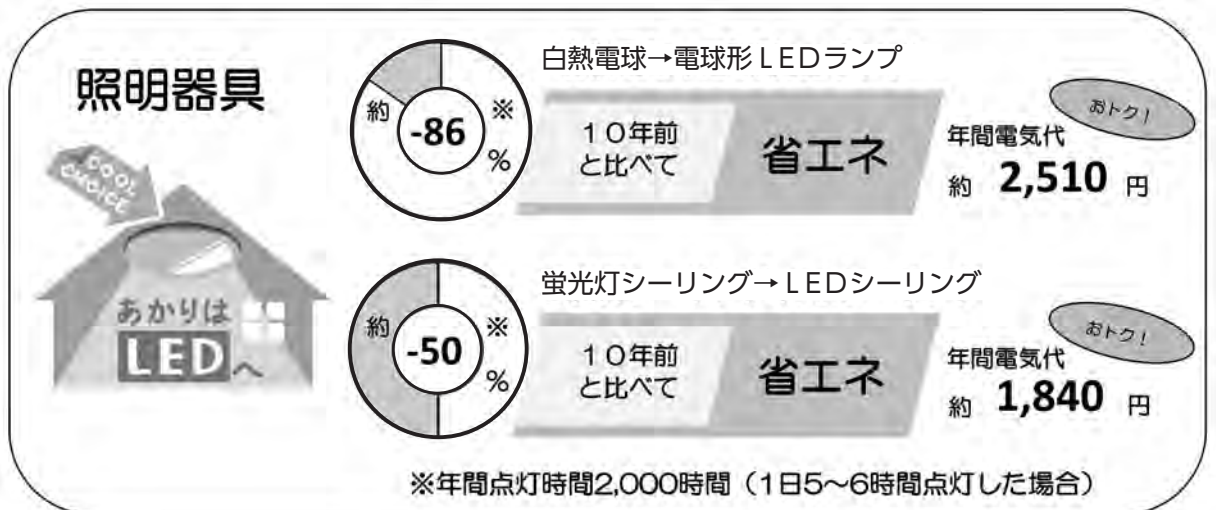 照明器具
COOL
CHOICE
あかりは
LEDへ
白熱電球→電球形LEDランプ
約 -86 ※ %
10年前
と比べて
省エネ
おトク!
年間電気代
約 2,510 円
蛍光灯シーリング→LEDシーリング
約 -50 ※ %
10年前
と比べて
省エネ
おトク!
年間電気代
約 1,840 円
※年間点灯時間2,000時間(1日5~6時間点灯した場合)